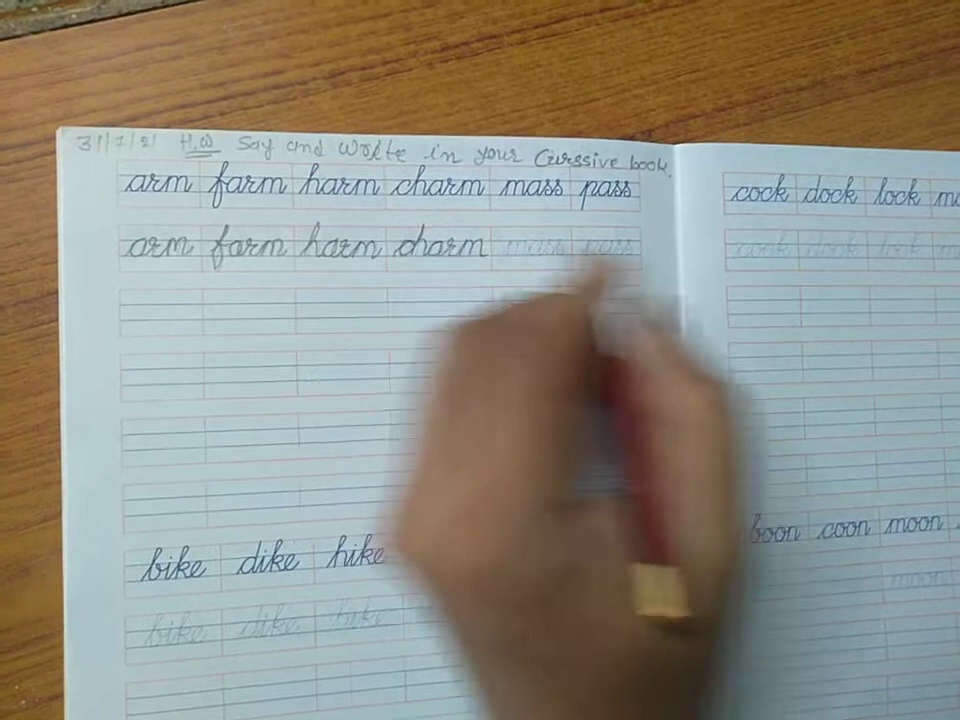 31/7/21 H.W Say and Write in your Curssive book.
arm farm harm charm mass pass
arm farm harm charm mass pass
bike dike hike
bike dike hike
cock dock lock
cock dock lock
boon coon moon
moon